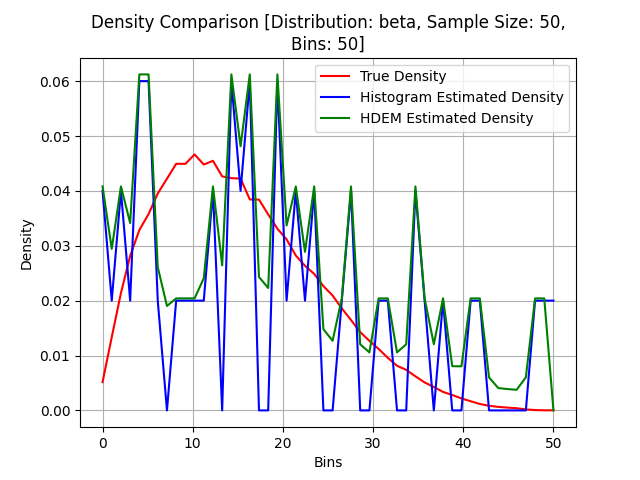 Density Comparison [Distribution: beta, Sample Size: 50,
Bins: 50]
True Density
Histogram Estimated Density
HDEM Estimated Density
Density
0.06
0.05
0.04
0.03
0.02
0.01
0.00
0 10 20 30 40 50
Bins